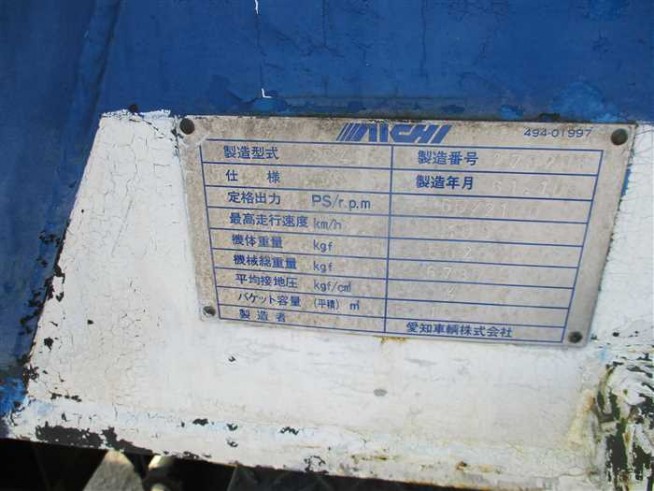 AICHI
494-01997
製造型式 製造番号
仕様 製造年月
定格出力 PS/r.p.m
最高走行速度 km/h
機体重量 kgf
機械総重量 kgf
平均接地圧 kgf/c㎡
バケット容量 (平積) ㎥
製造者 愛知車輌株式会社